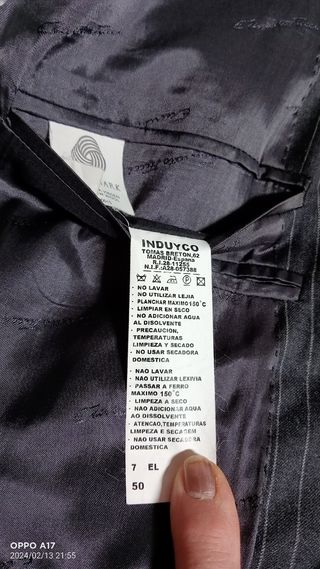 INDUYCO
TOMAS BRETON,62
MADRID-España
R.I.28-11255
N.I.F.:A28-057388
· NO LAVAR
· NO UTILIZAR LEJIA
· PLANCHAR MAXIMO 150°C
· LIMPIAR EN SECO
· NO ADICIONAR AGUA
AL DISOLVENTE
· PRECAUCION,
TEMPERATURAS
LIMPIEZA Y SECADO
· NO USAR SECADORA
DOMESTICA
· NAO LAVAR
· NAO UTILIZAR LEXIVIA
· PASSAR A FERRO
MAXIMO 150°C
· LIMPEZA A SECO
· NAO ADICIONAR AQUA
AO DISSOLVENTE
· ATENCAO,TEMPERATURAS
LIMPEZA E SECAGEM
· NAO USAR SECADORA
DOMESTICA
7 EL
50
OPPO A17
2024/02/13 21:55